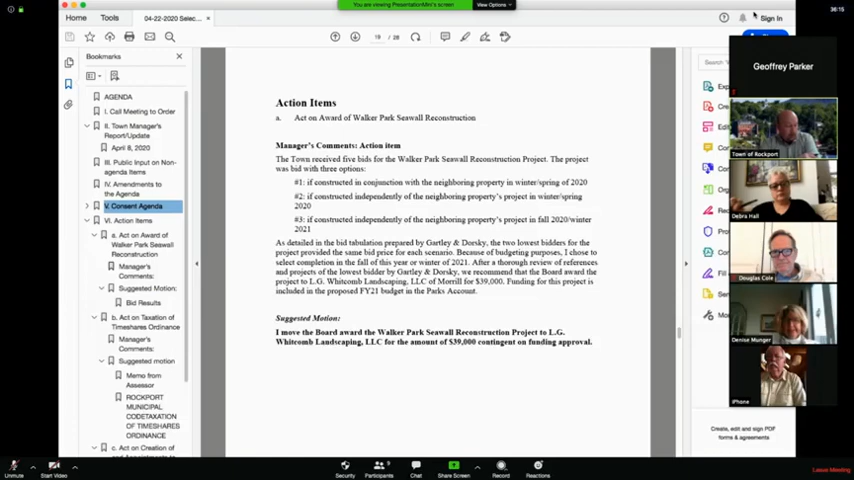 You are viewing PresentationMW's screen
View Options
36:15
Home
Tools
04-22-2020 Selec...
Sign In
19 / 28
Bookmarks
AGENDA
I. Call Meeting to Order
II. Town Manager's
Report/Update
April 8, 2020
III. Public Input on Non-
agenda Items
IV. Amendments to
the Agenda
V. Consent Agenda
VI. Action Items
a. Act on Award of
Walker Park Seawall
Reconstruction
Manager's
Comments:
Suggested Motion:
Bid Results
b. Act on Taxation of
Timeshares Ordinance
Manager's
Comments:
Suggested motion
Memo from
Assessor
ROCKPORT
MUNICIPAL
CODETAXATION
OF TIMESHARES
ORDINANCE
c. Act on Creation of
Action Items
a. Act on Award of Walker Park Seawall Reconstruction
Manager's Comments: Action item
The Town received five bids for the Walker Park Seawall Reconstruction Project. The project
was bid with three options:
#1: if constructed in conjunction with the neighboring property in winter/spring of 2020
#2: if constructed independently of the neighboring property's project in winter/spring
2020
#3: if constructed independently of the neighboring property's project in fall 2020/winter
2021
As detailed in the bid tabulation prepared by Gartley & Dorsky, the two lowest bidders for the
project provided the same bid price for each scenario. Because of budgeting purposes, I chose to
select completion in the fall of this year or winter of 2021. After a thorough review of references
and projects of the lowest bidder by Gartley & Dorsky, we recommend that the Board award the
project to L.G. Whitcomb Landscaping, LLC of Morrill for $39,000. Funding for this project is
included in the proposed FY21 budget in the Parks Account.
Suggested Motion:
I move the Board award the Walker Park Seawall Reconstruction Project to L.G.
Whitcomb Landscaping, LLC for the amount of $39,000 contingent on funding approval.
Search
Create, edit and sign PDF
forms & agreements
Geoffrey Parker
Town of Rockport
Debra Hall
Douglas Cole
Denise Munger
iPhone
Unmute
Start Video
Security
Participants
Chat
Share Screen
Record
Reactions
Leave Meeting